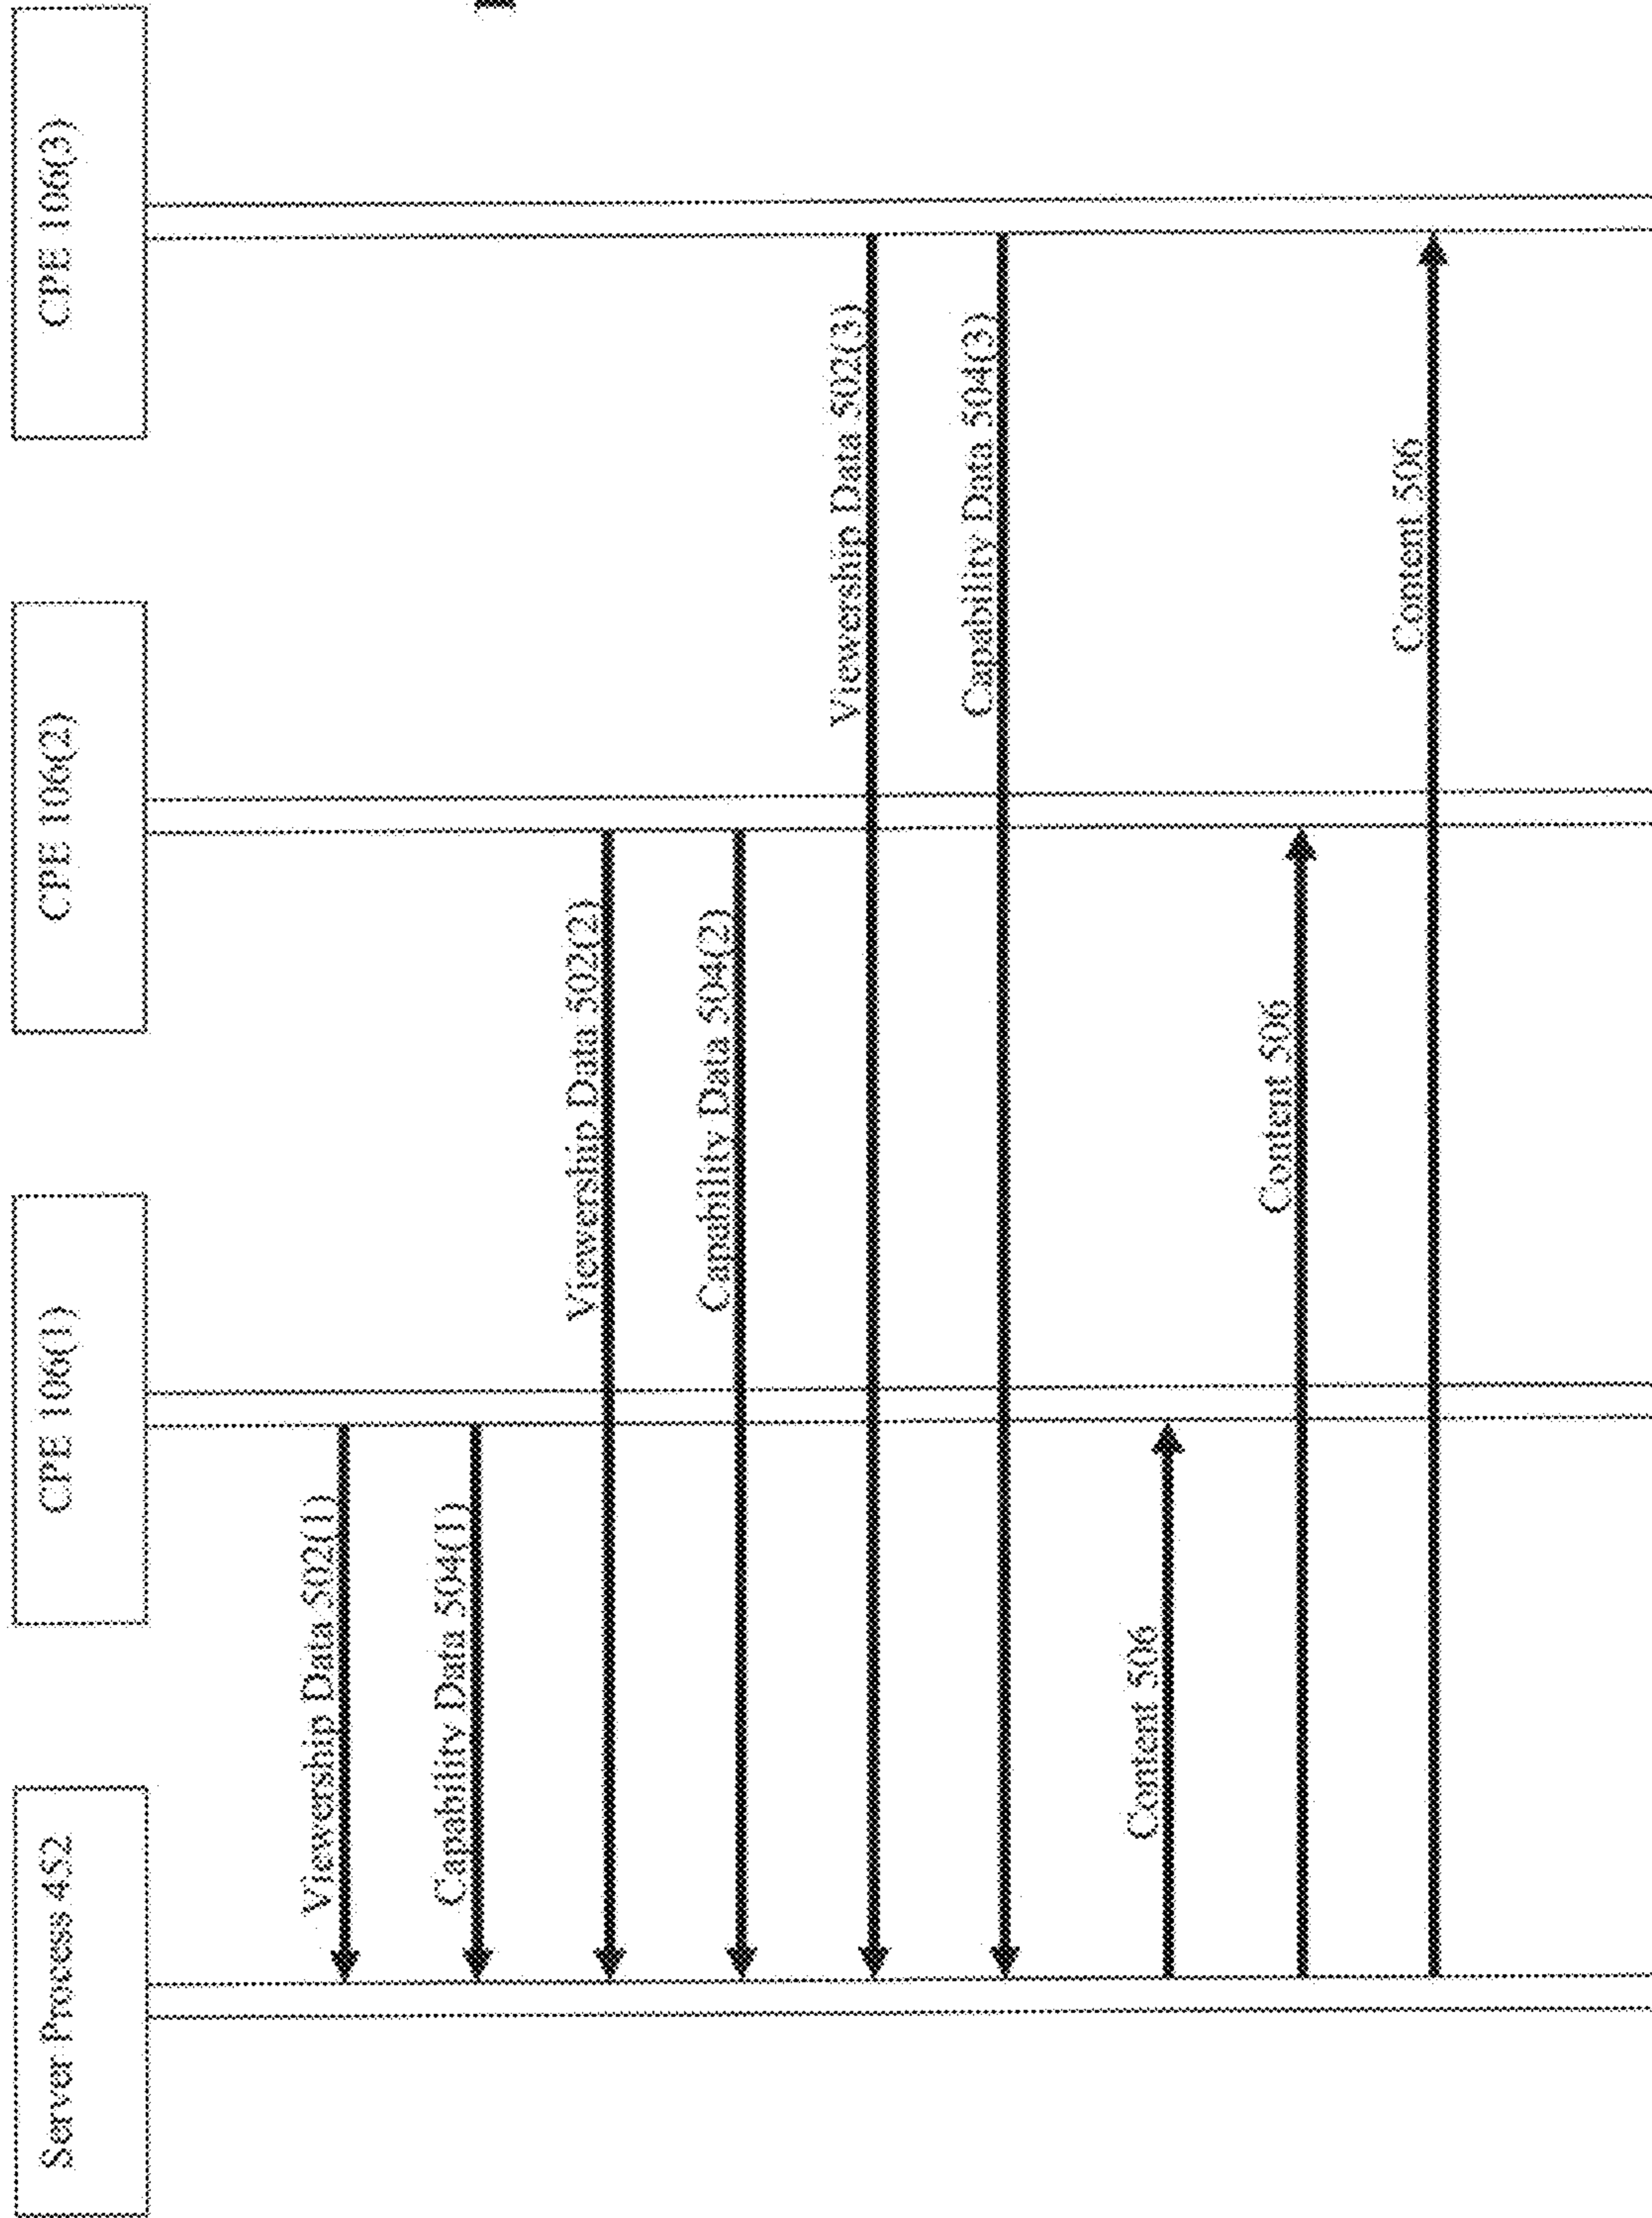 Server Process 452
CPE 106(1)
CPE 106(2)
CPE 106(3)
Viewership Data 502(1)
Capability Data 504(1)
Viewership Data 502(2)
Capability Data 504(2)
Viewership Data 502(3)
Capability Data 504(3)
Content 506
Content 506
Content 506